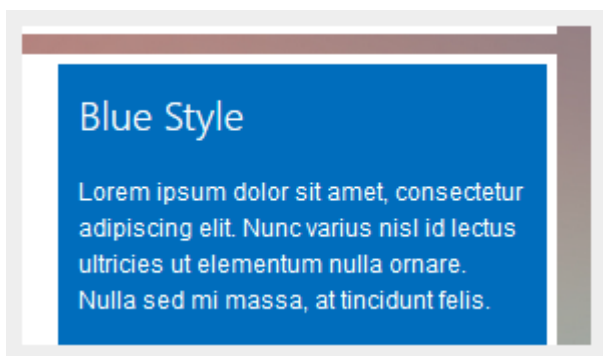 Blue Style
Lorem ipsum dolor sit amet, consectetur
adipiscing elit. Nunc varius nisl id lectus
ultricies ut elementum nulla ornare.
Nulla sed mi massa, at tincidunt felis.